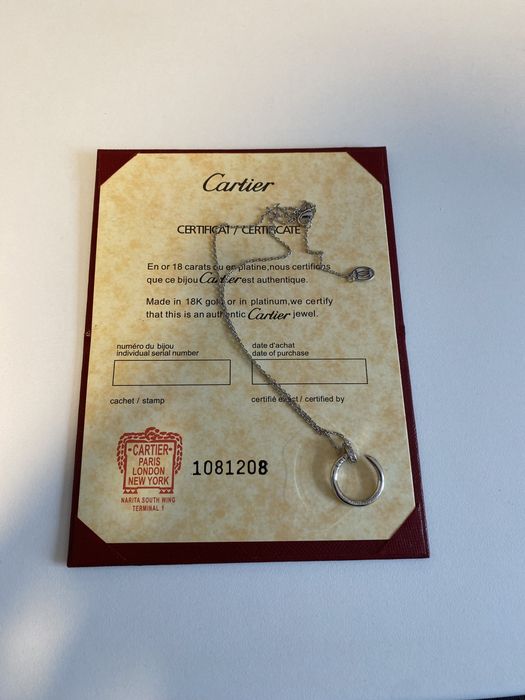 Cartier
CERTIFICAT / CERTIFICATE
En or 18 carats ou en platine,nous certifions
que ce bijou Cartier est authentique.
Made in 18K gold or in platinum,we certify
that this is an authentic Cartier jewel.
numéro du bijou
individual serial number
date d'achat
date of purchase
cachet / stamp
certifié exact / certified by
-CARTIER-
PARIS
LONDON
NEW YORK
NARITA SOUTH WING
TERMINAL 1
1081208